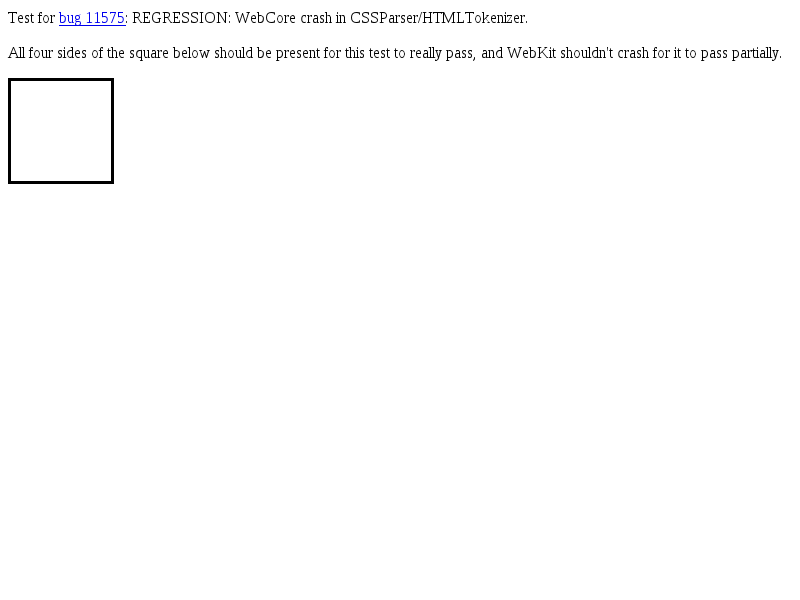 Test for bug 11575: REGRESSION: WebCore crash in CSSParser/HTMLTokenizer.
All four sides of the square below should be present for this test to really pass, and WebKit shouldn't crash for it to pass partially.